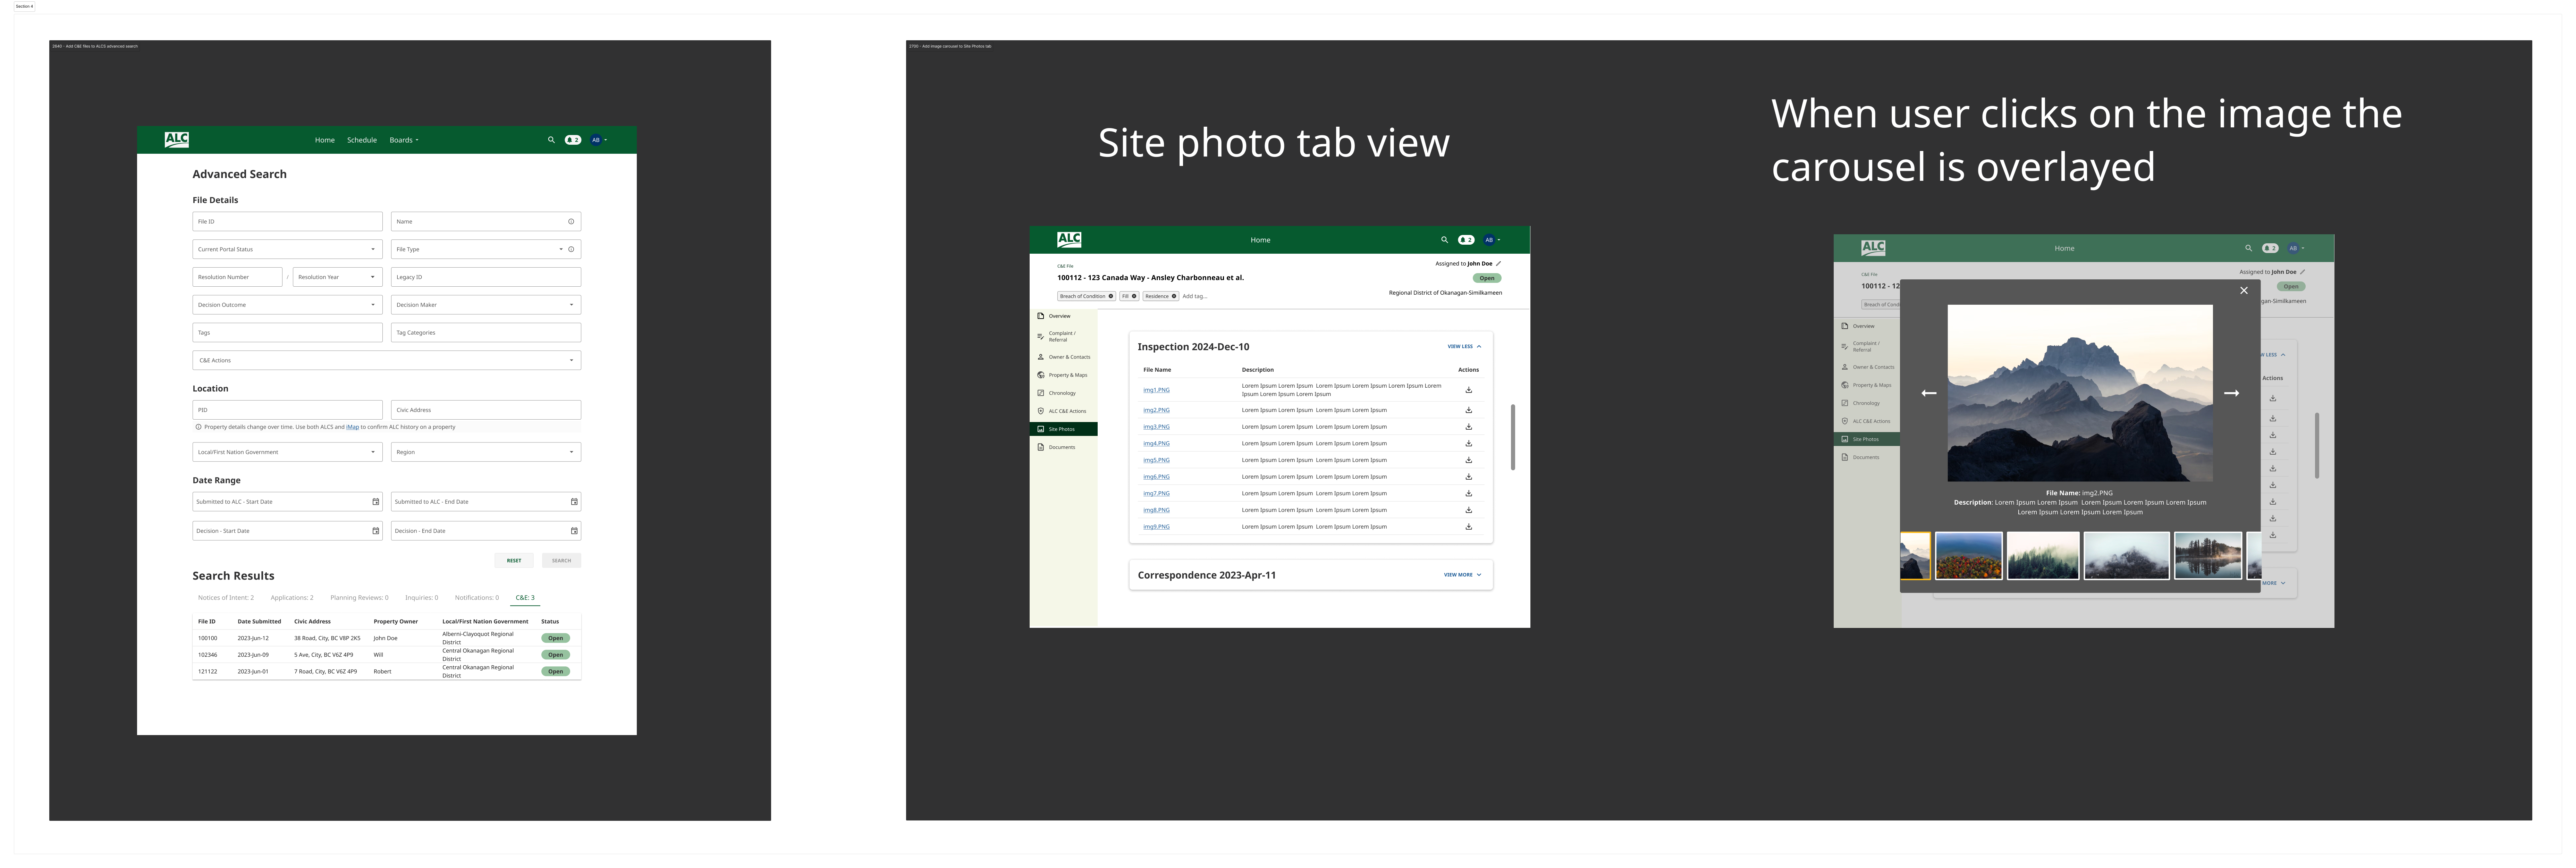 Section 4
2640 - Add C&E files to ALCS advanced search
ALC
Home
Schedule
Boards
2
AB
Advanced Search
File Details
File ID
Name
Current Portal Status
File Type
Resolution Number
/
Resolution Year
Legacy ID
Decision Outcome
Decision Maker
Tags
Tag Categories
C&E Actions
Location
PID
Civic Address
Property details change over time. Use both ALCS and iMap to confirm ALC history on a property
Local/First Nation Government
Region
Date Range
Submitted to ALC - Start Date
Submitted to ALC - End Date
Decision - Start Date
Decision - End Date
RESET
SEARCH
Search Results
Notices of Intent: 2
Applications: 2
Planning Reviews: 0
Inquiries: 0
Notifications: 0
C&E: 3
File ID Date Submitted Civic Address Property Owner Local/First Nation Government Status
100100 2023-Jun-12 38 Road, City, BC V8P 2K5 John Doe Alberni-Clayoquot Regional District Open
102346 2023-Jun-09 5 Ave, City, BC V6Z 4P9 Will Central Okanagan Regional District Open
121122 2023-Jun-01 7 Road, City, BC V6Z 4P9 Robert Central Okanagan Regional District Open
2700 - Add image carousel to Site Photos tab
Site photo tab view
ALC
Home
2
AB
C&E File
100112 - 123 Canada Way - Ansley Charbonneau et al.
Assigned to John Doe
Open
Breach of Condition
Fill
Residence
Add tag...
Regional District of Okanagan-Similkameen
Overview
Complaint /
Referral
Owner & Contacts
Property & Maps
Chronology
ALC C&E Actions
Site Photos
Documents
Inspection 2024-Dec-10
VIEW LESS
File Name Description Actions
img1.PNG Lorem Ipsum Lorem Ipsum Lorem Ipsum Lorem Ipsum Lorem Ipsum Lorem
Ipsum Lorem Ipsum Lorem Ipsum
img2.PNG Lorem Ipsum Lorem Ipsum Lorem Ipsum Lorem Ipsum
img3.PNG Lorem Ipsum Lorem Ipsum Lorem Ipsum Lorem Ipsum
img4.PNG Lorem Ipsum Lorem Ipsum Lorem Ipsum Lorem Ipsum
img5.PNG Lorem Ipsum Lorem Ipsum Lorem Ipsum Lorem Ipsum
img6.PNG Lorem Ipsum Lorem Ipsum Lorem Ipsum Lorem Ipsum
img7.PNG Lorem Ipsum Lorem Ipsum Lorem Ipsum Lorem Ipsum
img8.PNG Lorem Ipsum Lorem Ipsum Lorem Ipsum Lorem Ipsum
img9.PNG Lorem Ipsum Lorem Ipsum Lorem Ipsum Lorem Ipsum
Correspondence 2023-Apr-11
VIEW MORE
When user clicks on the image the
carousel is overlayed
ALC
Home
2
AB
C&E File
100112 - 12
Assigned to John Doe
Open
Breach of Condi
gan-Similkameen
Overview
Complaint /
Referral
Owner & Contacts
Property & Maps
Chronology
ALC C&E Actions
Site Photos
Documents
LESS
Actions
File Name: img2.PNG
Description: Lorem Ipsum Lorem Ipsum Lorem Ipsum Lorem Ipsum Lorem Ipsum
Lorem Ipsum Lorem Ipsum Lorem Ipsum
MORE